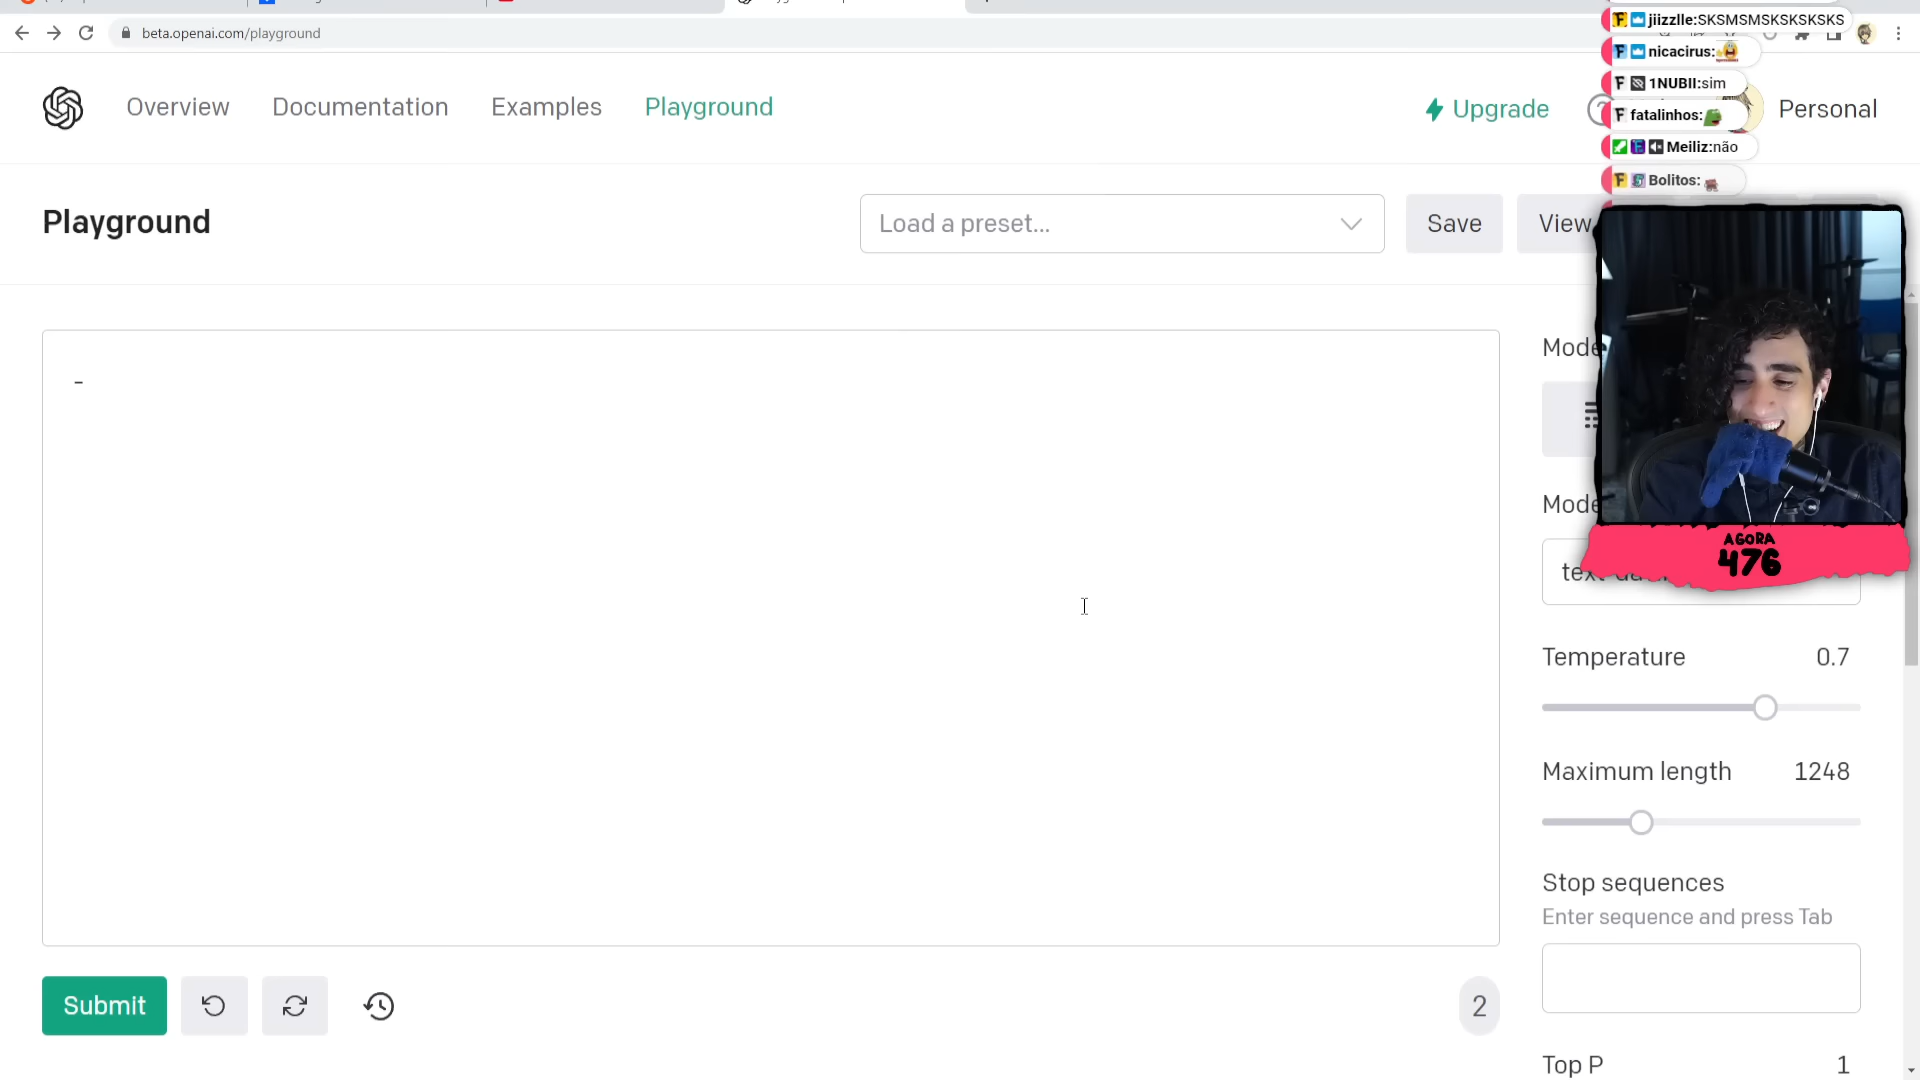 beta.openai.com/playground
jiizzlle:SKSMSMSKSKSKSKS
nicacirus:
1NUBII:sim
fatalinhos:
Meiliz:não
Bolitos:
Overview
Documentation
Examples
Playground
Upgrade
Personal
Playground
Load a preset...
Save
View
-
Mode
AGORA
476
Temperature
0.7
Maximum length
1248
Stop sequences
Enter sequence and press Tab
Submit
2
Top P
1